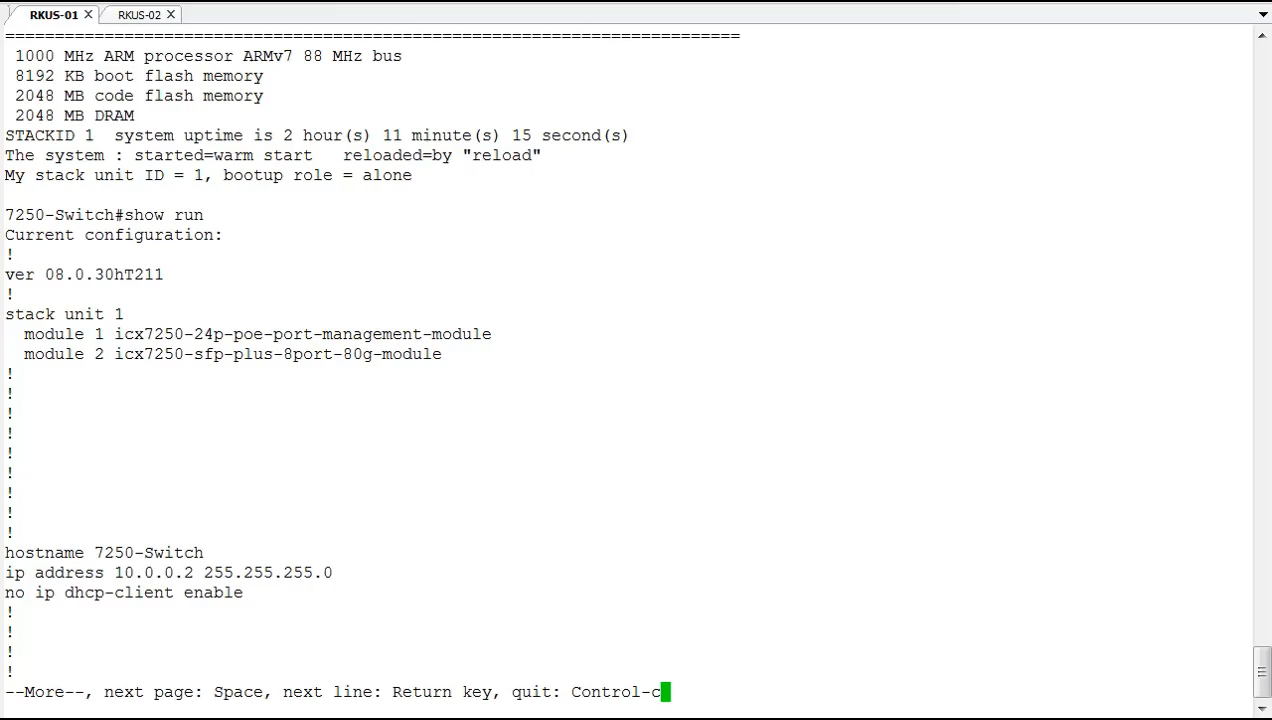 RKUS-01 X RKUS-02 X
==========================================================================
1000 MHz ARM processor ARMv7 88 MHz bus
8192 KB boot flash memory
2048 MB code flash memory
2048 MB DRAM
STACKID 1  system uptime is 2 hour(s) 11 minute(s) 15 second(s)
The system : started=warm start   reloaded=by "reload"
My stack unit ID = 1, bootup role = alone
7250-Switch#show run
Current configuration:
!
ver 08.0.30hT211
!
stack unit 1
  module 1 icx7250-24p-poe-port-management-module
  module 2 icx7250-sfp-plus-8port-80g-module
!
!
!
!
!
!
!
!
!
hostname 7250-Switch
ip address 10.0.0.2 255.255.255.0
no ip dhcp-client enable
!
!
!
!
--More--, next page: Space, next line: Return key, quit: Control-c